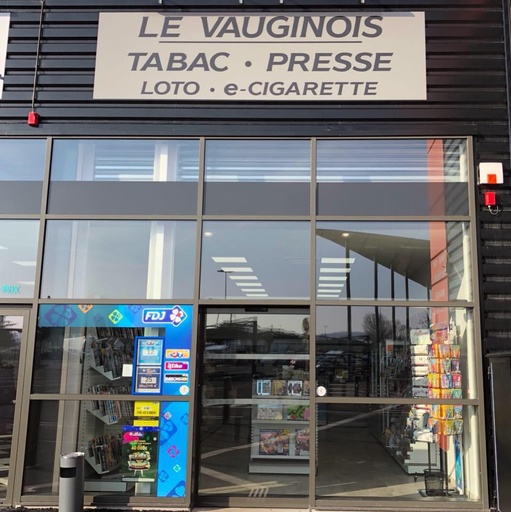 LE VAUGINOIS
TABAC • PRESSE
LOTO • e-CIGARETTE
FDJ